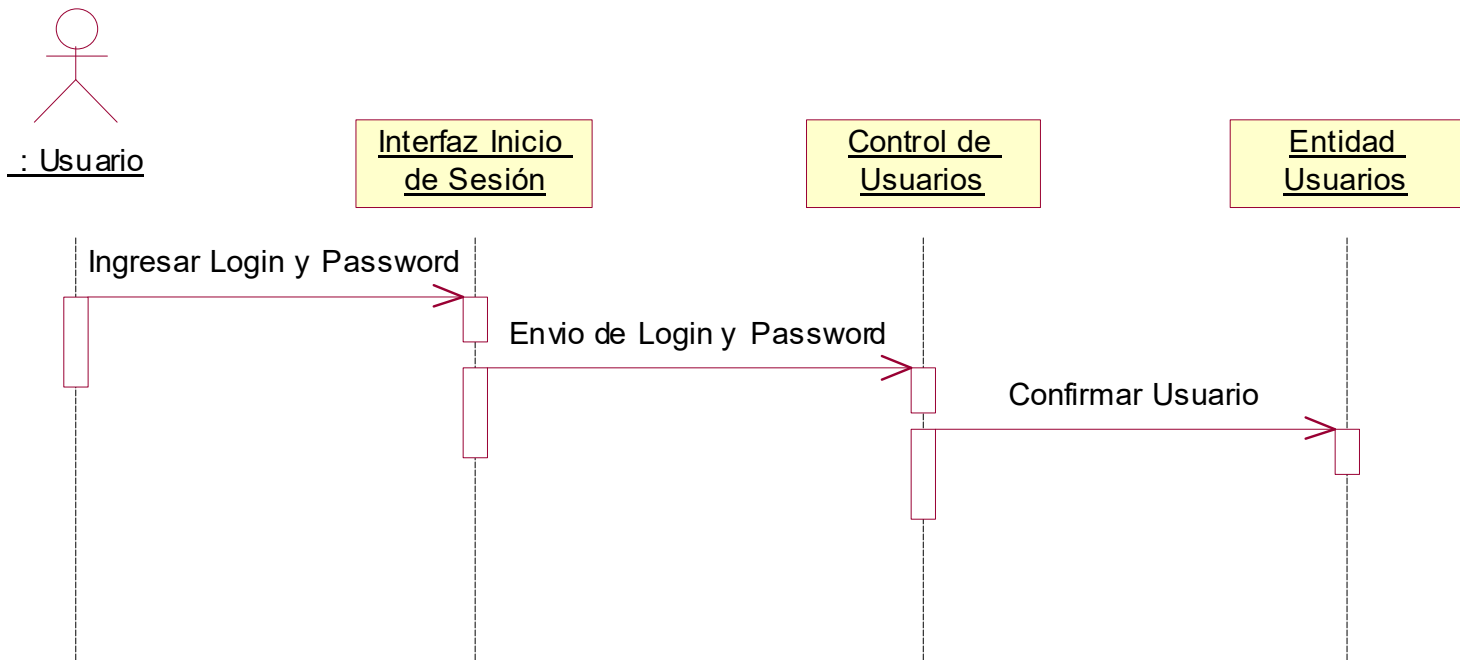 : Usuario
Interfaz Inicio
de Sesión
Control de
Usuarios
Entidad
Usuarios
Ingresar Login y Password
Envio de Login y Password
Confirmar Usuario